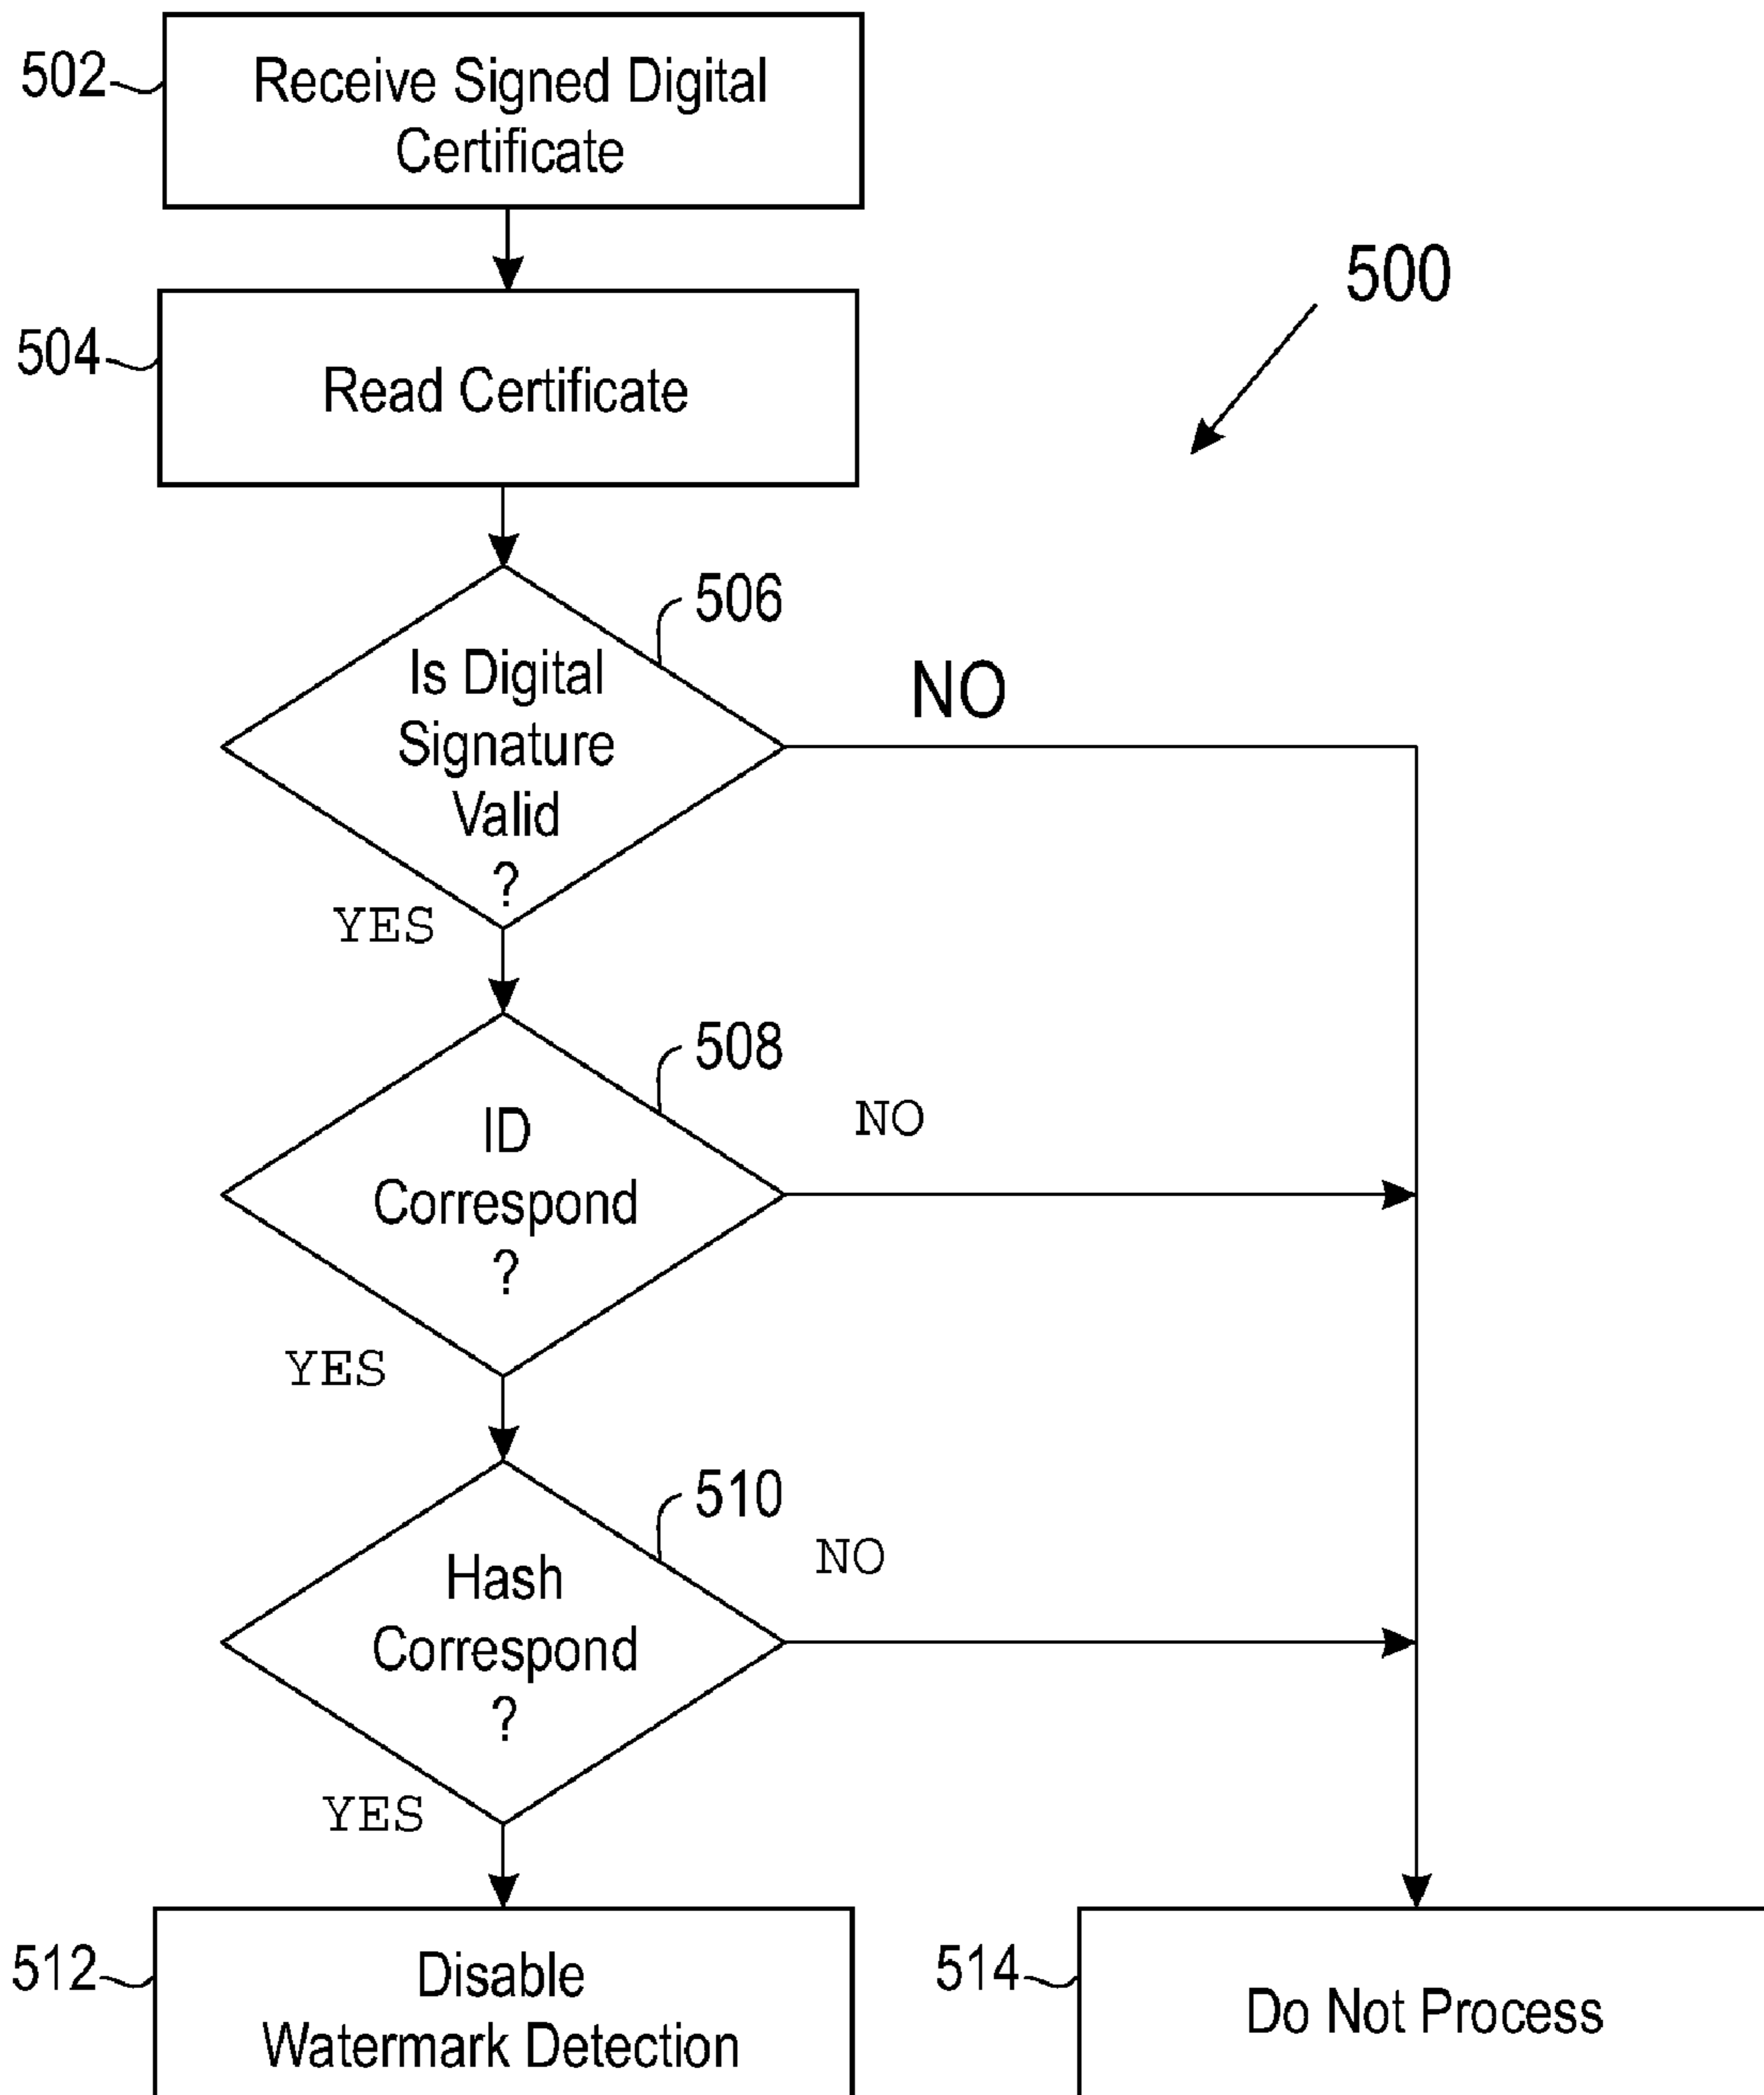 502
Receive Signed Digital
Certificate
500
504
Read Certificate
506
Is Digital
Signature
Valid
?
NO
YES
508
ID
Correspond
?
NO
YES
510
Hash
Correspond
?
NO
YES
512
Disable
Watermark Detection
514
Do Not Process